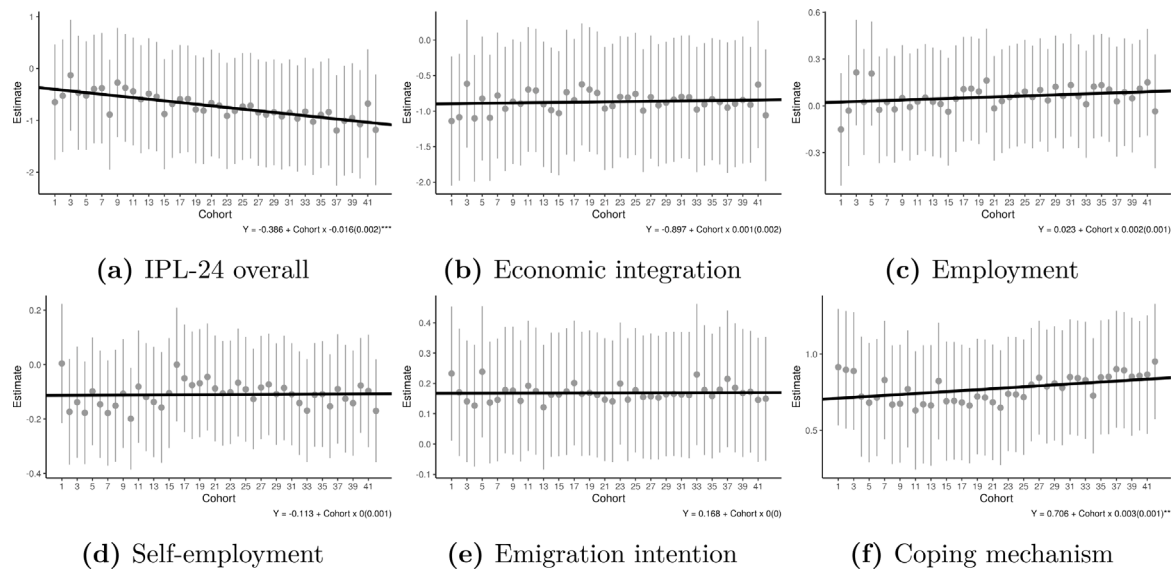 1
0
-1
-2
Estimate
1 3 5 7 9 11 13 15 17 19 21 23 25 27 29 31 33 35 37 39 41
Cohort
Y = -0.386 + Cohort x -0.016(0.002)***
(a) IPL-24 overall
0.0
-0.5
-1.0
-1.5
-2.0
Estimate
1 3 5 7 9 11 13 15 17 19 21 23 25 27 29 31 33 35 37 39 41
Cohort
Y = -0.897 + Cohort x 0.001(0.002)
(b) Economic integration
0.6
0.3
0.0
-0.3
Estimate
1 3 5 7 9 11 13 15 17 19 21 23 25 27 29 31 33 35 37 39 41
Cohort
Y = 0.023 + Cohort x 0.002(0.001)
(c) Employment
0.2
0.0
-0.2
-0.4
Estimate
1 3 5 7 9 11 13 15 17 19 21 23 25 27 29 31 33 35 37 39 41
Cohort
Y = -0.113 + Cohort x 0(0.001)
(d) Self-employment
0.4
0.3
0.2
0.1
0.0
-0.1
Estimate
1 3 5 7 9 11 13 15 17 19 21 23 25 27 29 31 33 35 37 39 41
Cohort
Y = 0.168 + Cohort x 0(0)
(e) Emigration intention
1.0
0.5
Estimate
1 3 5 7 9 11 13 15 17 19 21 23 25 27 29 31 33 35 37 39 41
Cohort
Y = 0.706 + Cohort x 0.003(0.001)**
(f) Coping mechanism